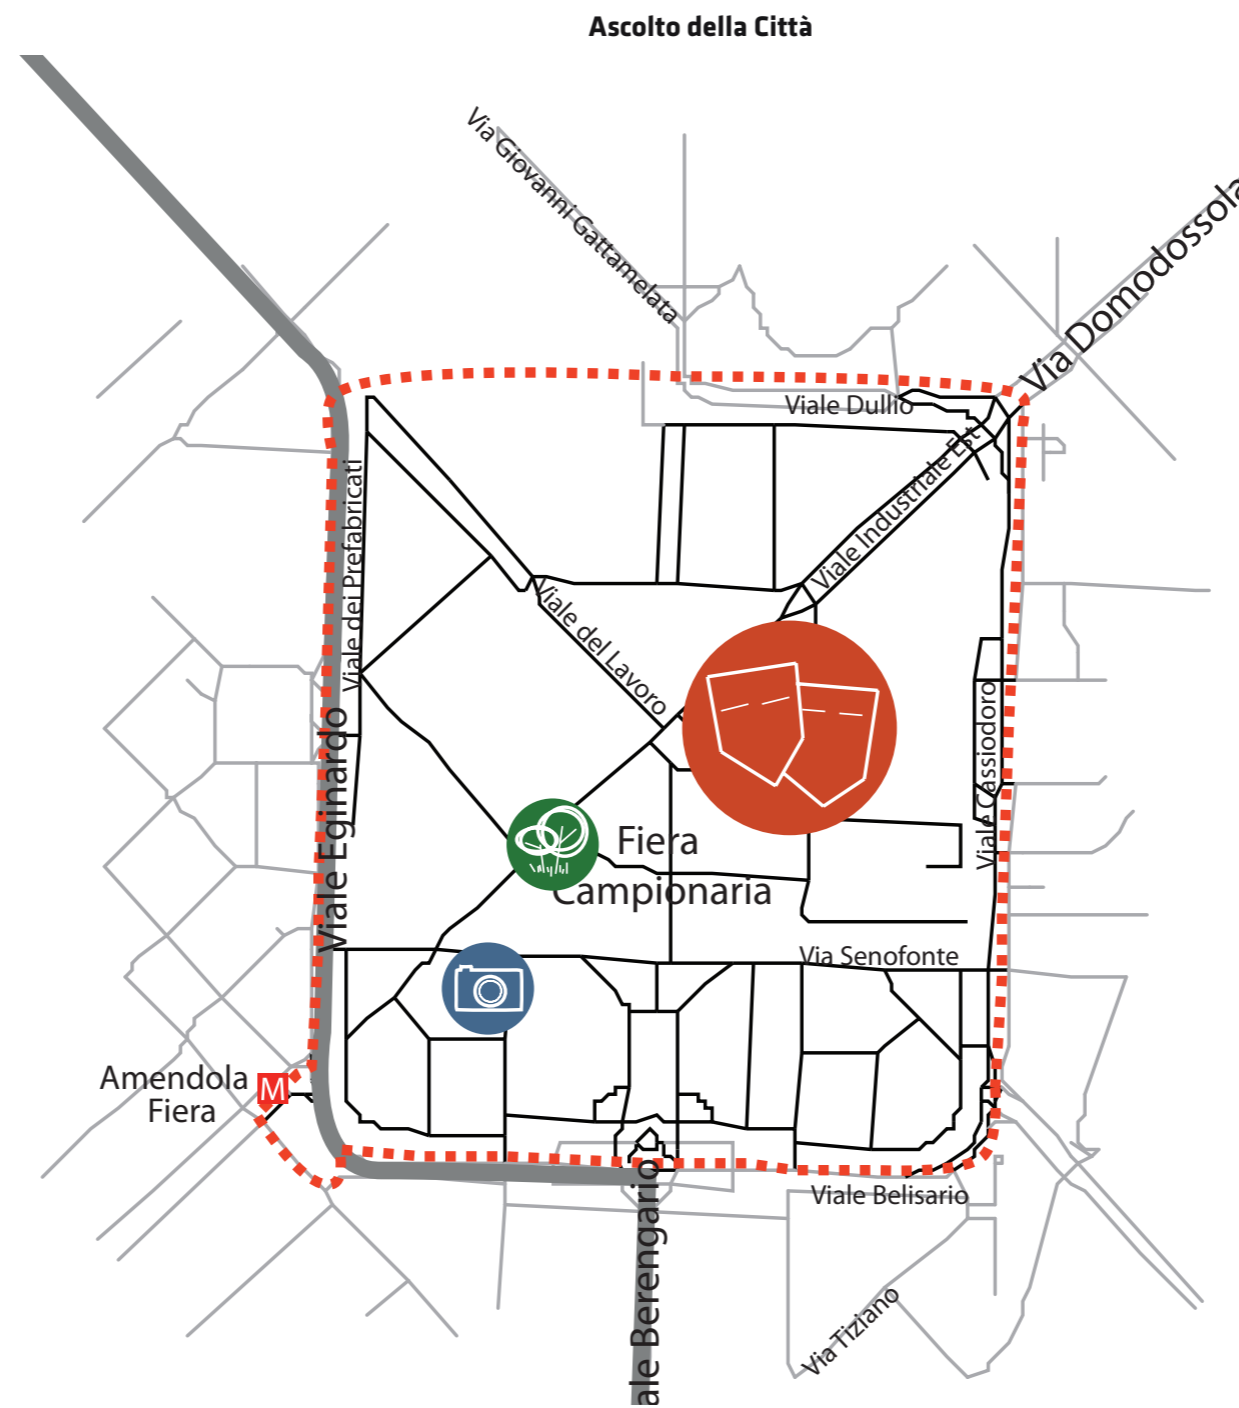 Ascolto della Città
Via Giovanni Gattamelata
Via Domodossola
Viale Dullio
Viale Industriale Est
Viale dei Prefabricati
Viale del Lavoro
Viale Eginardo
Viale Cassiodoro
Fiera
Campionaria
Via Senofonte
Amendola
Fiera
M
Viale Belisario
ale Berengario
Via Tiziano